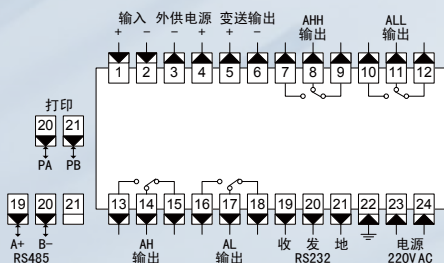 输入 外供电源 变送输出 AHH ALL
+ − − + + − 输出 输出
1 2 3 4 5 6 7 8 9 10 11 12
打印
20 21
PA PB
13 14 15 16 17 18 19 20 21 22 23 24
19 20 21
A+ B−
RS485
AH AL 收 发 地 电源
输出 输出 RS232 220VAC